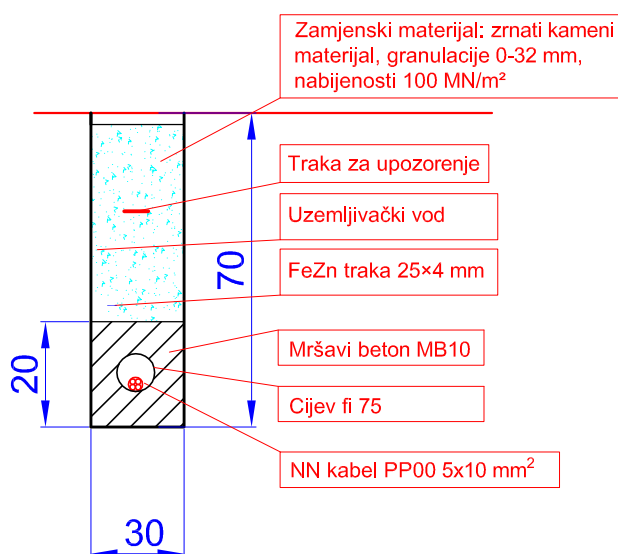 Zamjenski materijal: zrnati kameni
materijal, granulacije 0-32 mm,
nabijenosti 100 MN/m²
Traka za upozorenje
Uzemljivački vod
FeZn traka 25×4 mm
70
Mršavi beton MB10
20
Cijev fi 75
NN kabel PP00 5x10 mm²
30